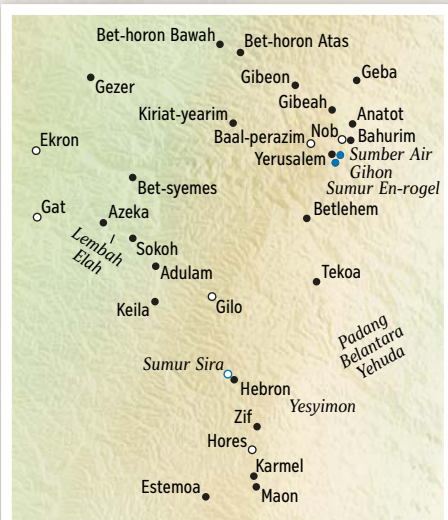 Bet-horon Bawah
Bet-horon Atas
Gezer
Gibeon
Geba
Gibeah
Kiriat-yearim
Anatot
Baal-perazim
Nob
Bahurim
Ekron
Yerusalem
Sumber Air
Gihon
Sumur En-rogel
Bet-syemes
Gat
Azeka
Betlehem
Lembah
Elah
Sokoh
Adulam
Tekoa
Keila
Gilo
Padang
Belantara
Yehuda
Sumur Sira
Hebron
Yesyimon
Zif
Hores
Karmel
Estemoa
Maon